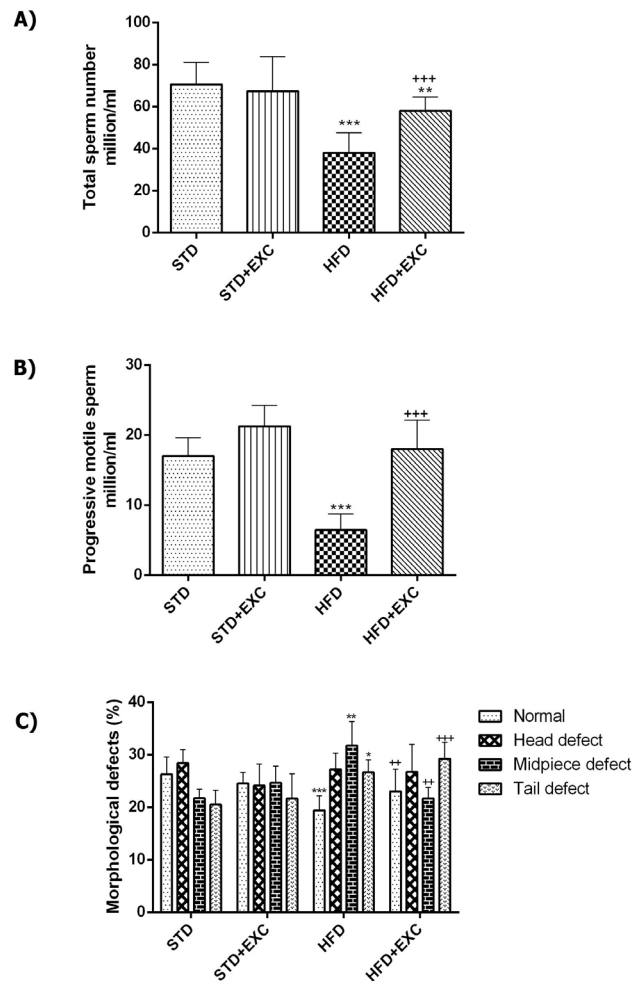 A)
Total sperm number
million/ml
100
80
60
40
20
0
***
+++
**
STD
STD+EXC
HFD
HFD+EXC
B)
Progressive motile sperm
million/ml
30
20
10
0
***
+++
STD
STD+EXC
HFD
HFD+EXC
C)
Morphological defects (%)
40
30
20
10
0
***
**
*
++
++
+++
STD
STD+EXC
HFD
HFD+EXC
Normal
Head defect
Midpiece defect
Tail defect